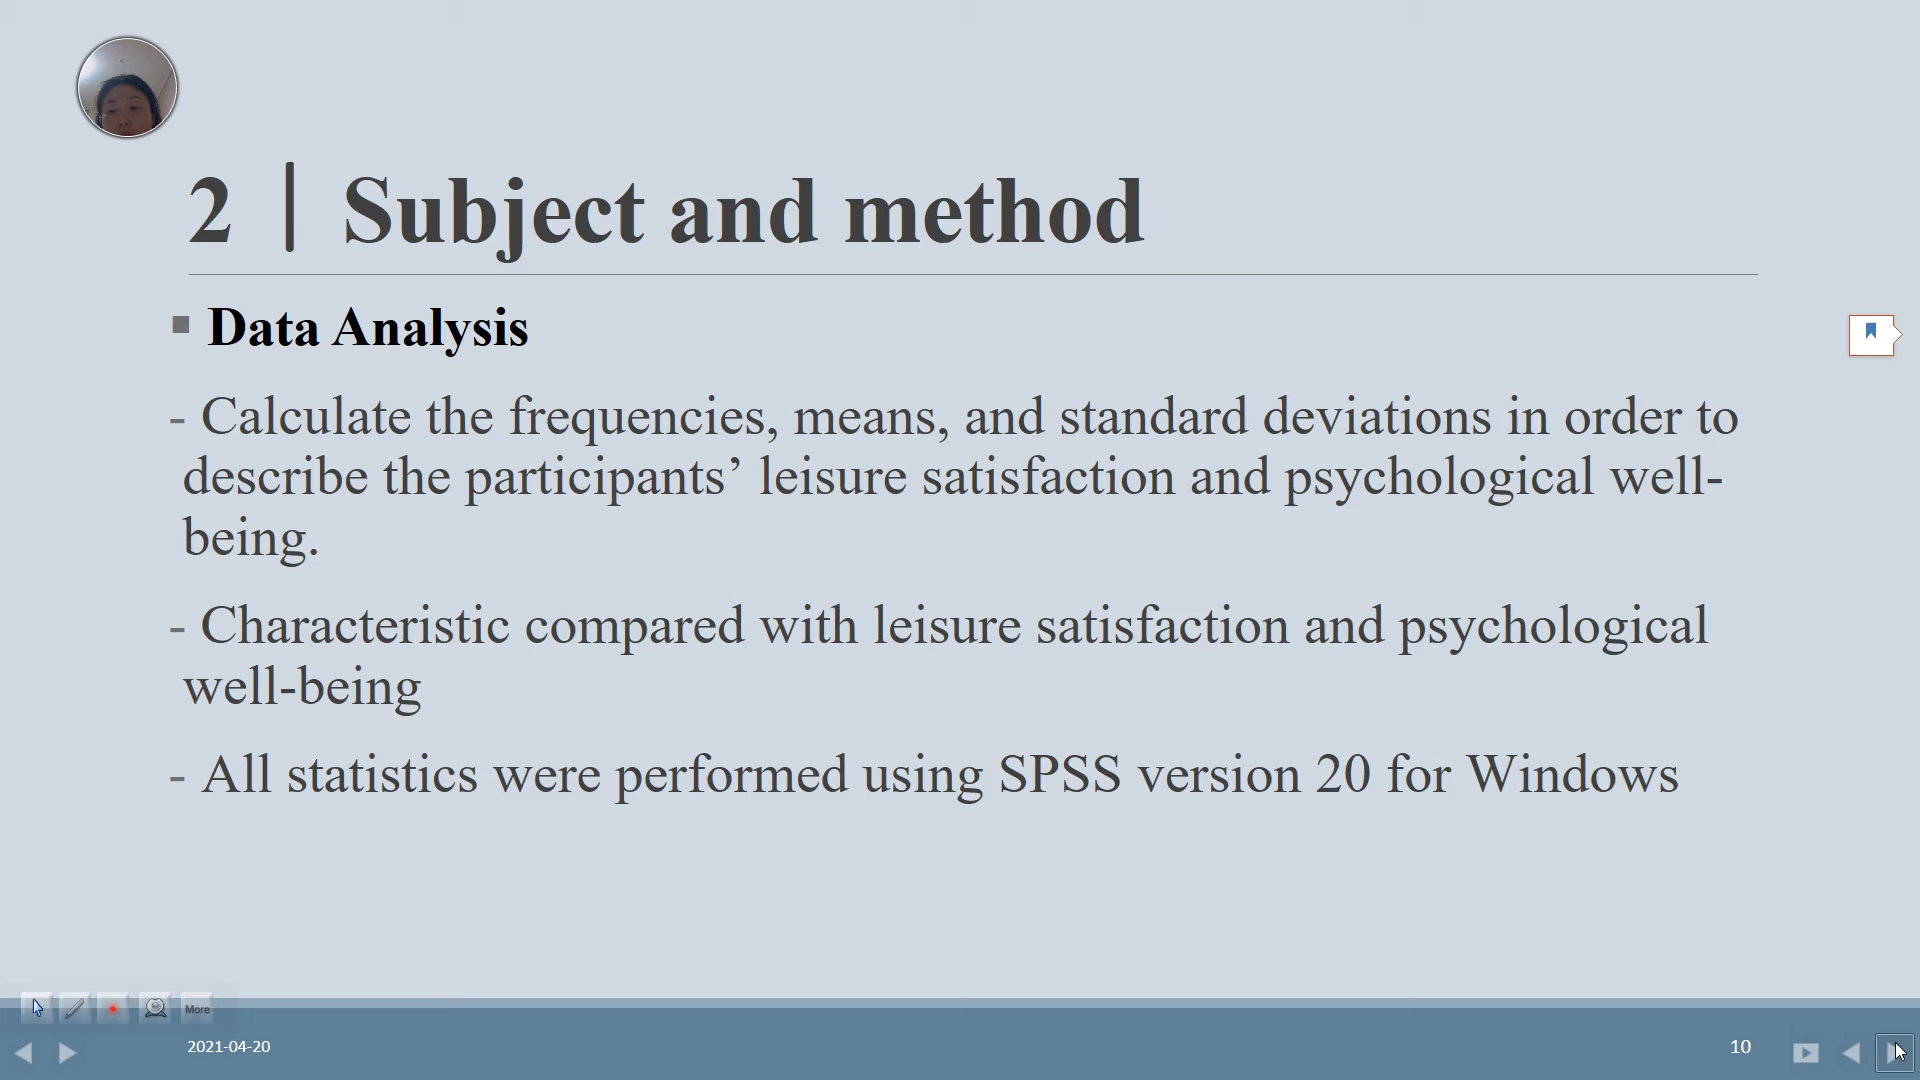 2 | Subject and method
▪ Data Analysis
- Calculate the frequencies, means, and standard deviations in order to
describe the participants’ leisure satisfaction and psychological well-
being.
- Characteristic compared with leisure satisfaction and psychological
well-being
- All statistics were performed using SPSS version 20 for Windows
More
2021-04-20
10